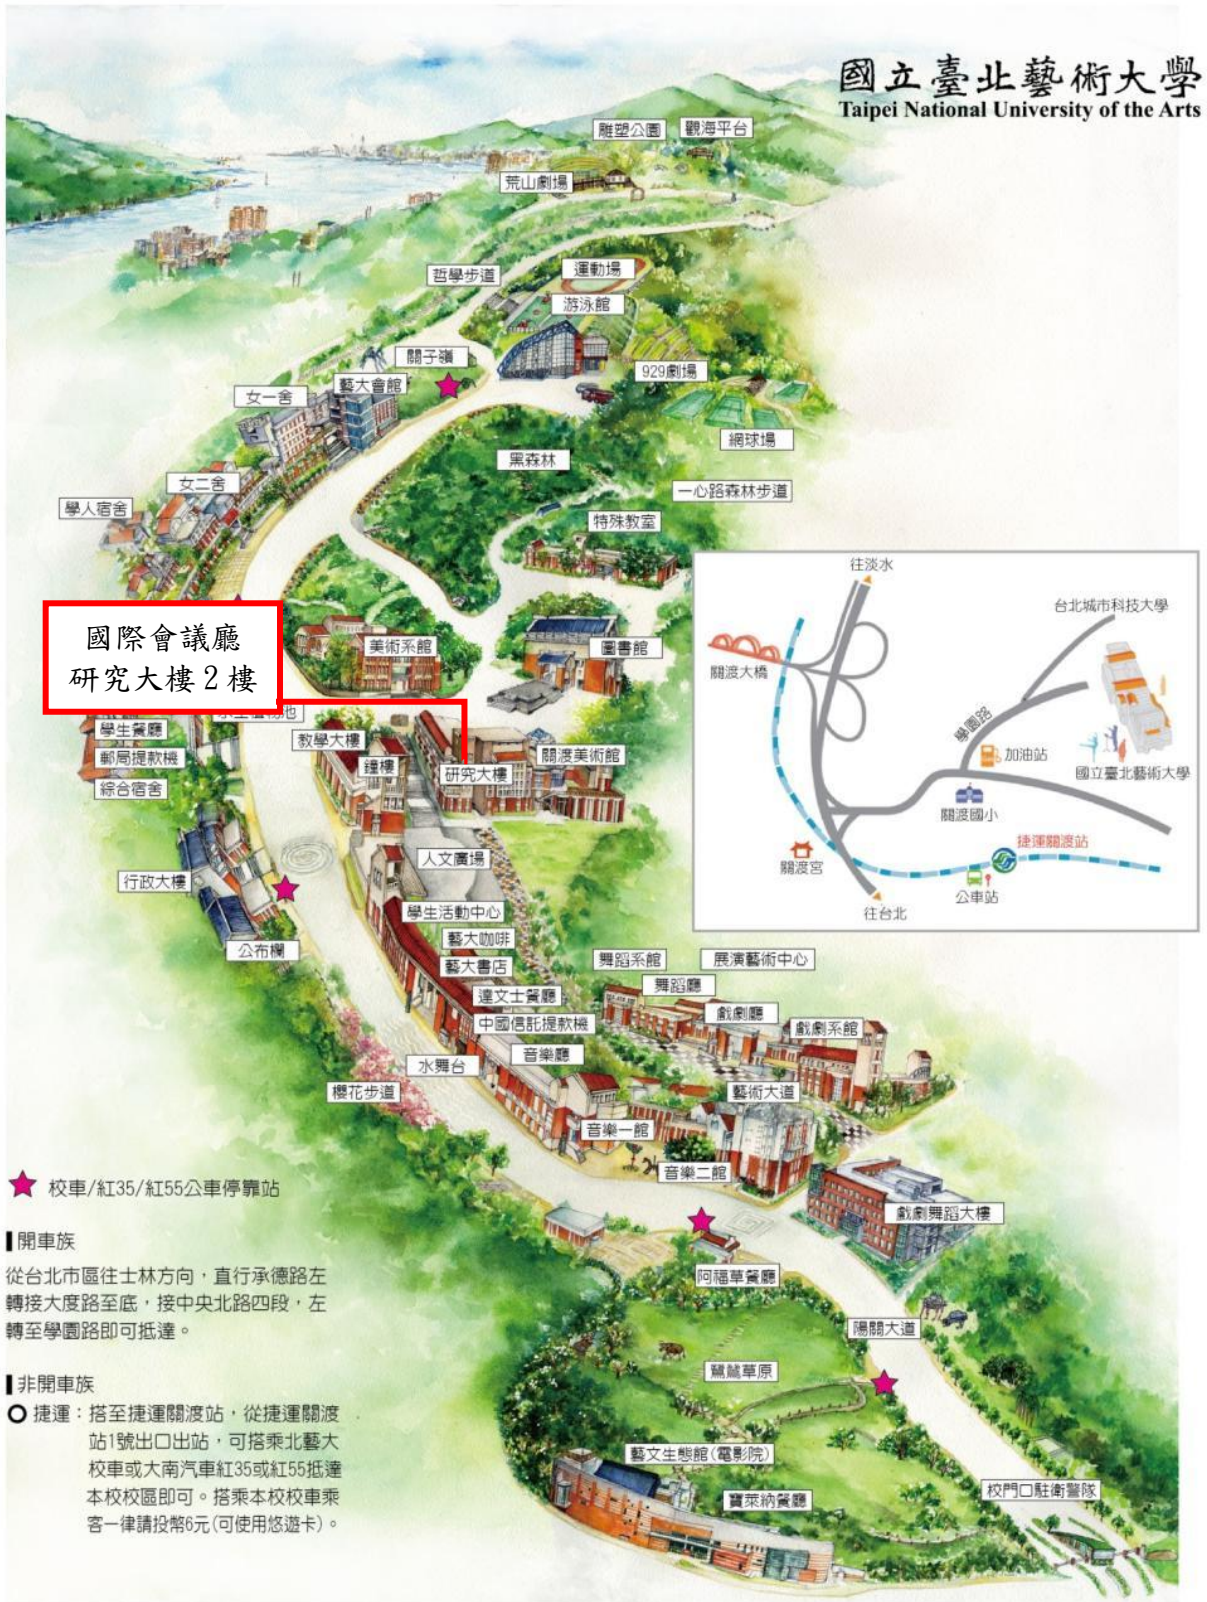 國立臺北藝術大學
Taipei National University of the Arts
雕塑公園
觀海平台
荒山劇場
哲學步道
運動場
游泳館
關子嶺
929劇場
藝大會館
女一舍
網球場
黑森林
女二舍
一心路森林步道
學人宿舍
特殊教室
國際會議廳
研究大樓2樓
美術系館
圖書館
學生餐廳
郵局提款機
綜合宿舍
教學大樓
鐘樓
研究大樓
關渡美術館
往淡水
台北城市科技大學
關渡大橋
學園路
加油站
國立臺北藝術大學
關渡國小
捷運關渡站
關渡宮
公車站
往台北
人文廣場
行政大樓
學生活動中心
公布欄
藝大咖啡
藝大書店
達文士餐廳
中國信託提款機
音樂廳
水舞台
櫻花步道
舞蹈系館
展演藝術中心
舞蹈廳
戲劇廳
戲劇系館
藝術大道
音樂一館
音樂二館
戲劇舞蹈大樓
阿福草餐廳
陽關大道
鷺鷥草原
藝文生態館(電影院)
寶萊納餐廳
校門口駐衛警隊
校車/紅35/紅55公車停靠站
開車族
從台北市區往士林方向，直行承德路左
轉接大度路至底，接中央北路四段，左
轉至學園路即可抵達。
非開車族
捷運：搭至捷運關渡站，從捷運關渡
站1號出口出站，可搭乘北藝大
校車或大南汽車紅35或紅55抵達
本校校區即可。搭乘本校校車乘
客一律請投幣6元(可使用悠遊卡)。